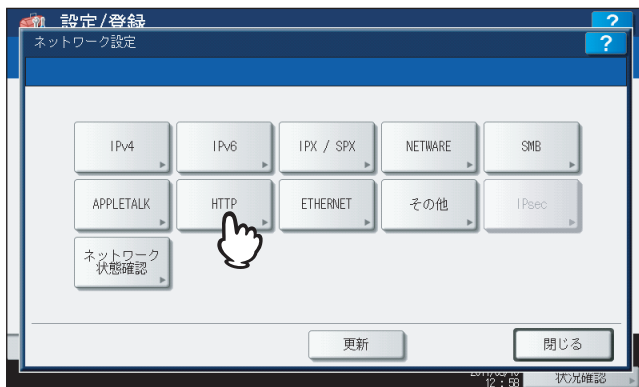 設定/登録
?
ネットワーク設定
?
IPv4
IPv6
IPX / SPX
NETWARE
SMB
APPLETALK
HTTP
ETHERNET
その他
IPsec
ネットワーク
状態確認
更新
閉じる
12 : 58
状況確認